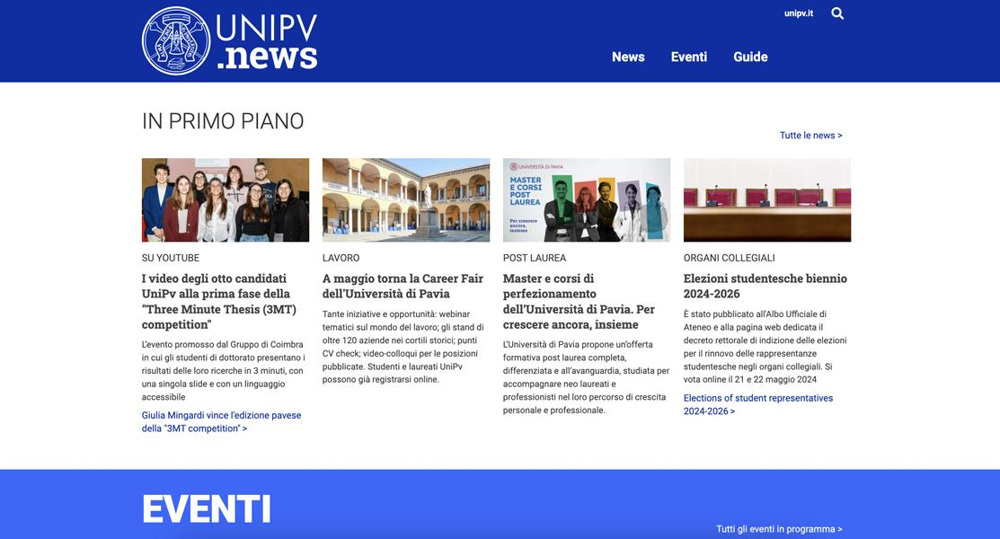 UNIPV
.news
unipv.it
News
Eventi
Guide
IN PRIMO PIANO
Tutte le news >
SU YOUTUBE
I video degli otto candidati
UniPv alla prima fase della
"Three Minute Thesis (3MT)
competition"
L'evento promosso dal Gruppo di Coimbra
in cui gli studenti di dottorato presentano i
risultati delle loro ricerche in 3 minuti, con
una singola slide e con un linguaggio
accessibile
Giulia Mingardi vince l'edizione pavese
della "3MT competition" >
LAVORO
A maggio torna la Career Fair
dell'Università di Pavia
Tante iniziative e opportunità: webinar
tematici sul mondo del lavoro; gli stand di
oltre 120 aziende nei cortili storici; punti
CV check; video-colloqui per le posizioni
pubblicate. Studenti e laureati UniPv
possono già registrarsi online.
UNIVERSITÀ DI PAVIA
MASTER
E CORSI
POST
LAUREA
Per crescere
ancora,
insieme
POST LAUREA
Master e corsi di
perfezionamento
dell'Università di Pavia. Per
crescere ancora, insieme
L'Università di Pavia propone un'offerta
formativa post laurea completa,
differenziata e all'avanguardia, studiata per
accompagnare neo laureati e
professionisti nel loro percorso di crescita
personale e professionale.
ORGANI COLLEGIALI
Elezioni studentesche biennio
2024-2026
È stato pubblicato all'Albo Ufficiale di
Ateneo e alla pagina web dedicata il
decreto rettorale di indizione delle elezioni
per il rinnovo delle rappresentanze
studentesche negli organi collegiali. Si
vota online il 21 e 22 maggio 2024
Elections of student representatives
2024-2026 >
EVENTI
Tutti gli eventi in programma >